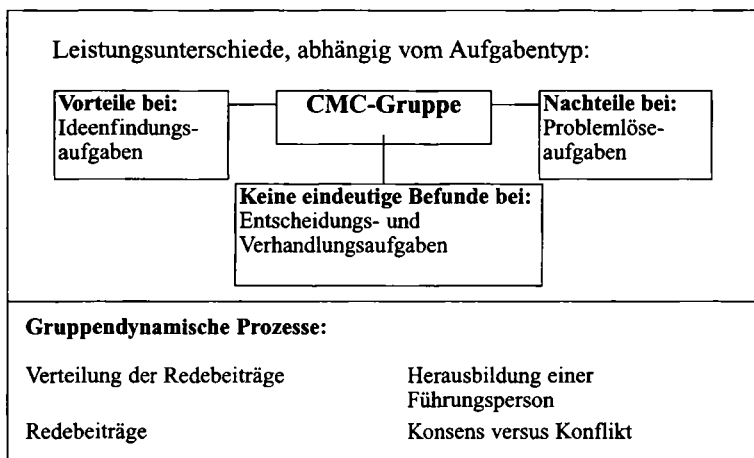 Leistungsunterschiede, abhängig vom Aufgabentyp:
Vorteile bei:
Ideenfindungs-
aufgaben
CMC-Gruppe
Nachteile bei:
Problemlöse-
aufgaben
Keine eindeutige Befunde bei:
Entscheidungs- und
Verhandlungsaufgaben
Gruppendynamische Prozesse:
Verteilung der Redebeiträge
Herausbildung einer
Führungsperson
Redebeiträge
Konsens versus Konflikt